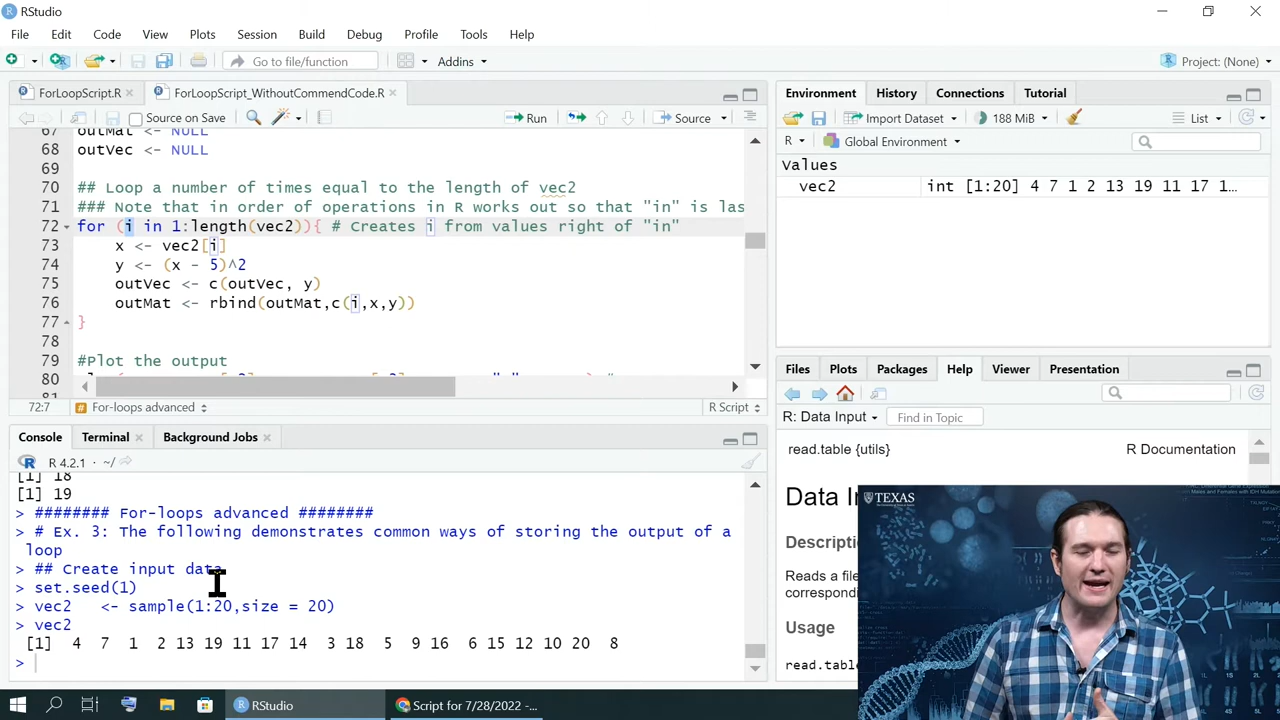 RStudio
File Edit Code View Plots Session Build Debug Profile Tools Help
Go to file/function Addins Project: (None)
ForLoopScript.R ForLoopScript_WithoutCommendCode.R
Source on Save Run Source
67 outMat <- NULL
68 outVec <- NULL
69
70 ## Loop a number of times equal to the length of vec2
71 ### Note that in order of operations in R works out so that "in" is las
72 for (i in 1:length(vec2)){ # Creates i from values right of "in"
73 x <- vec2[i]
74 y <- (x - 5)^2
75 outVec <- c(outVec, y)
76 outMat <- rbind(outMat,c(i,x,y))
77 }
78
79 #Plot the output
80
72:7 For-loops advanced R Script
Console Terminal Background Jobs
R 4.2.1 · ~/
[1] 18
[1] 19
> ######## For-loops advanced ########
> # Ex. 3: The following demonstrates common ways of storing the output of a
loop
> ## Create input data
> set.seed(1)
> vec2 <- sample(1:20,size = 20)
> vec2
[1] 4 7 1 2 13 19 11 17 14 3 18 5 9 16 6 15 12 10 20 8
>
Environment History Connections Tutorial
Import Dataset 188 MiB List
R Global Environment
Values
vec2 int [1:20] 4 7 1 2 13 19 11 17 1…
Files Plots Packages Help Viewer Presentation
R: Data Input Find in Topic
read.table {utils} R Documentation
Data In
Descripti
Reads a file
correspond
Usage
read.table
TEXAS
RStudio Script for 7/28/2022 -...